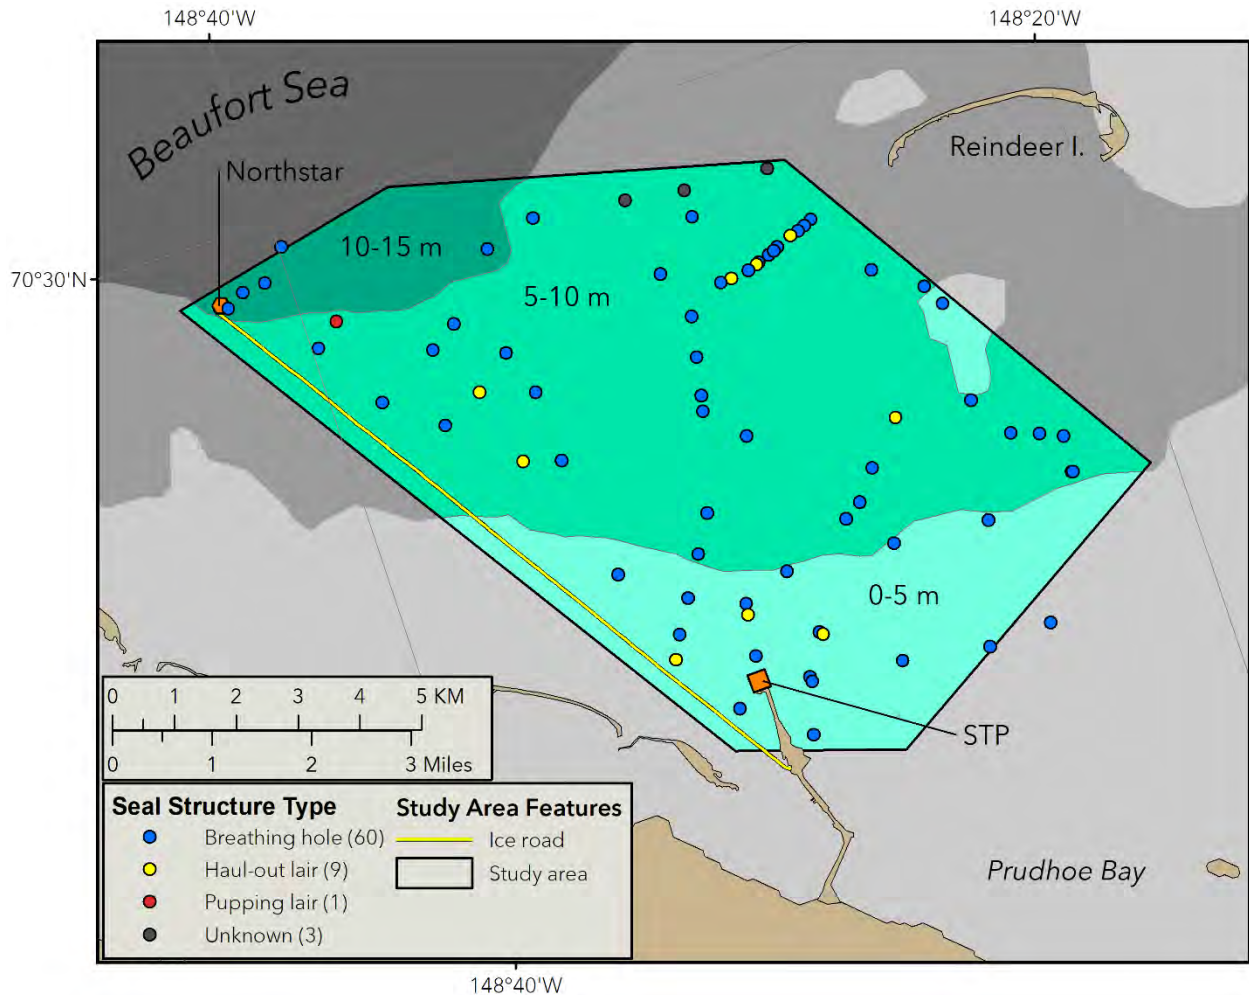 148°40'W
148°20'W
Beaufort Sea
Reindeer I.
Northstar
10-15 m
70°30'N
5-10 m
0-5 m
0 1 2 3 4 5 KM
STP
0 1 2 3 Miles
Seal Structure Type
Breathing hole (60)
Haul-out lair (9)
Pupping lair (1)
Unknown (3)
Study Area Features
Ice road
Study area
Prudhoe Bay
148°40'W